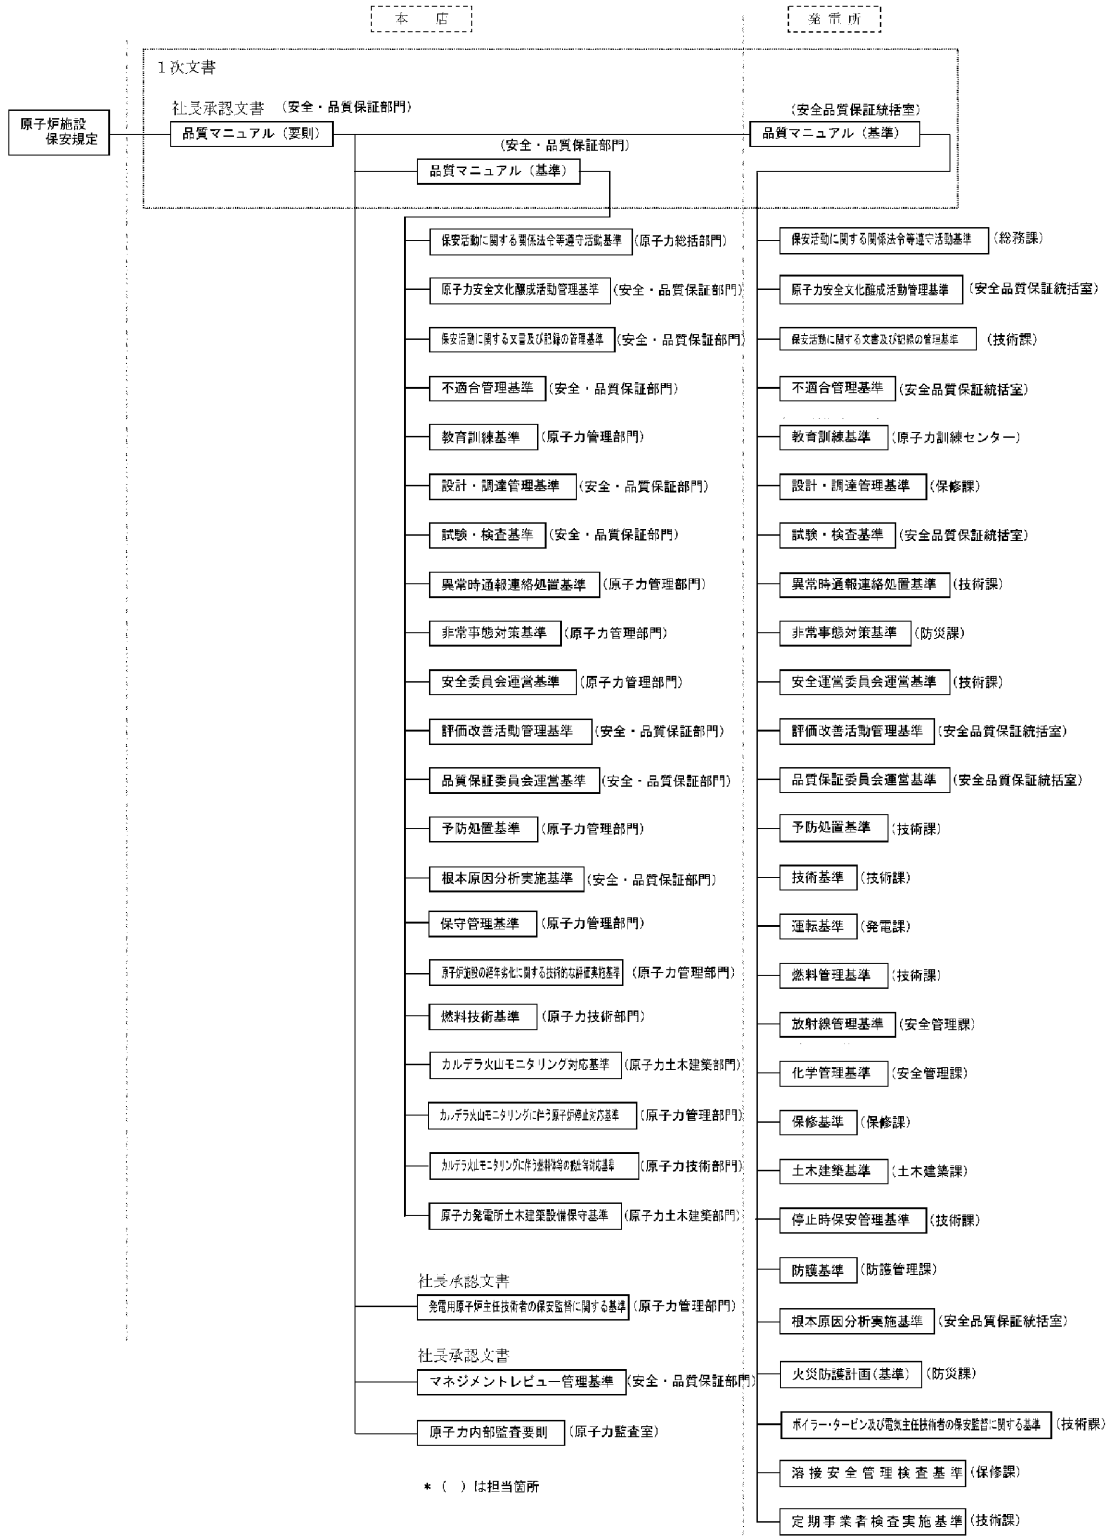 本　店
発電所
1次文書
社長承認文書 (安全・品質保証部門)
(安全品質保証統括室)
原子炉施設
保安規定
品質マニュアル (要則)
品質マニュアル (基準)
(安全・品質保証部門)
品質マニュアル (基準)
保安活動に関する関係法令等遵守活動基準 (原子力総括部門)
原子力安全文化醸成活動管理基準 (安全・品質保証部門)
保安活動に関する文書及び記録の管理基準 (安全・品質保証部門)
不適合管理基準 (安全・品質保証部門)
教育訓練基準 (原子力管理部門)
設計・調達管理基準 (安全・品質保証部門)
試験・検査基準 (安全・品質保証部門)
異常時通報連絡処置基準 (原子力管理部門)
非常事態対策基準 (原子力管理部門)
安全委員会運営基準 (原子力管理部門)
評価改善活動管理基準 (安全・品質保証部門)
品質保証委員会運営基準 (安全・品質保証部門)
予防処置基準 (原子力管理部門)
根本原因分析実施基準 (安全・品質保証部門)
保守管理基準 (原子力管理部門)
原子炉施設の経年劣化に関する技術的な評価実施基準 (原子力管理部門)
燃料技術基準 (原子力技術部門)
カルデラ火山モニタリング対応基準 (原子力土木建築部門)
カルデラ火山モニタリングに伴う原子炉停止対応基準 (原子力管理部門)
カルデラ火山モニタリングに伴う燃料体等の搬出等対応基準 (原子力技術部門)
原子力発電所土木建築設備保守基準 (原子力土木建築部門)
社長承認文書
発電用原子炉主任技術者の保安監督に関する基準 (原子力管理部門)
社長承認文書
マネジメントレビュー管理基準 (安全・品質保証部門)
原子力内部監査要則 (原子力監査室)
* (　) は担当箇所
保安活動に関する関係法令等遵守活動基準 (総務課)
原子力安全文化醸成活動管理基準 (安全品質保証統括室)
保安活動に関する文書及び記録の管理基準 (技術課)
不適合管理基準 (安全品質保証統括室)
教育訓練基準 (原子力訓練センター)
設計・調達管理基準 (保修課)
試験・検査基準 (安全品質保証統括室)
異常時通報連絡処置基準 (技術課)
非常事態対策基準 (防災課)
安全運営委員会運営基準 (技術課)
評価改善活動管理基準 (安全品質保証統括室)
品質保証委員会運営基準 (安全品質保証統括室)
予防処置基準 (技術課)
技術基準 (技術課)
運転基準 (発電課)
燃料管理基準 (技術課)
放射線管理基準 (安全管理課)
化学管理基準 (安全管理課)
保修基準 (保修課)
土木建築基準 (土木建築課)
停止時保安管理基準 (技術課)
防護基準 (防護管理課)
根本原因分析実施基準 (安全品質保証統括室)
火災防護計画(基準) (防災課)
ボイラー・タービン及び電気主任技術者の保安監督に関する基準 (技術課)
溶接安全管理検査基準 (保修課)
定期事業者検査実施基準 (技術課)